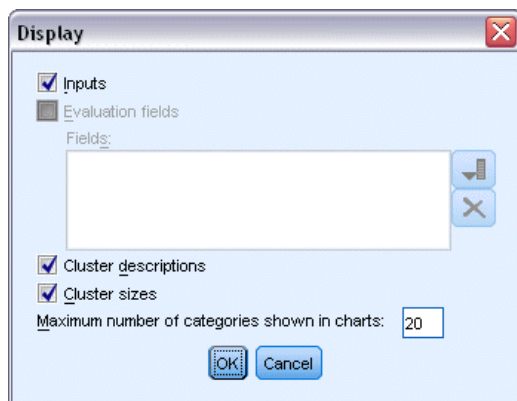 Display
Inputs
Evaluation fields
Fields:
Cluster descriptions
Cluster sizes
Maximum number of categories shown in charts: 20
OK Cancel